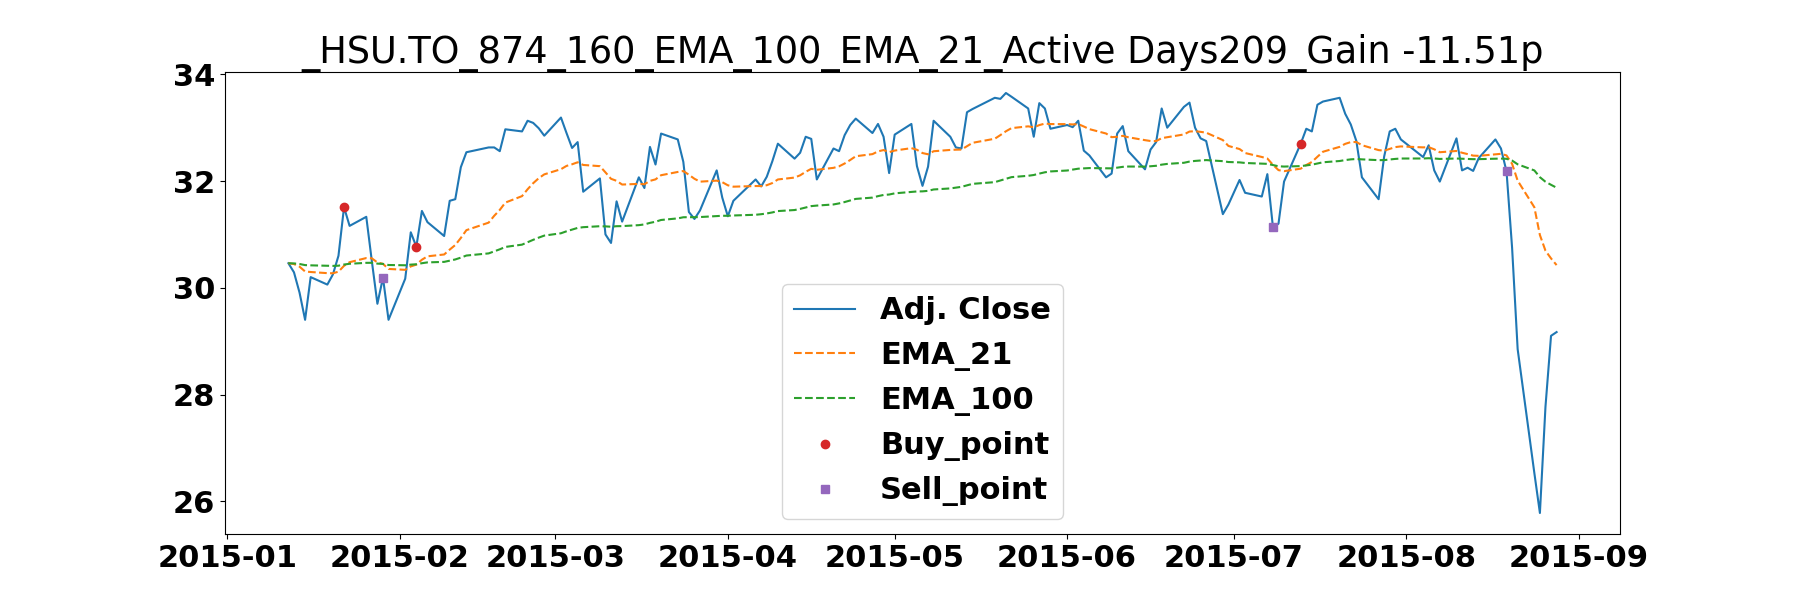 _HSU.TO_874_160_EMA_100_EMA_21_Active Days209_Gain -11.51p
34
32
30
28
26
Adj. Close
EMA_21
EMA_100
Buy_point
Sell_point
2015-01 2015-02 2015-03 2015-04 2015-05 2015-06 2015-07 2015-08 2015-09